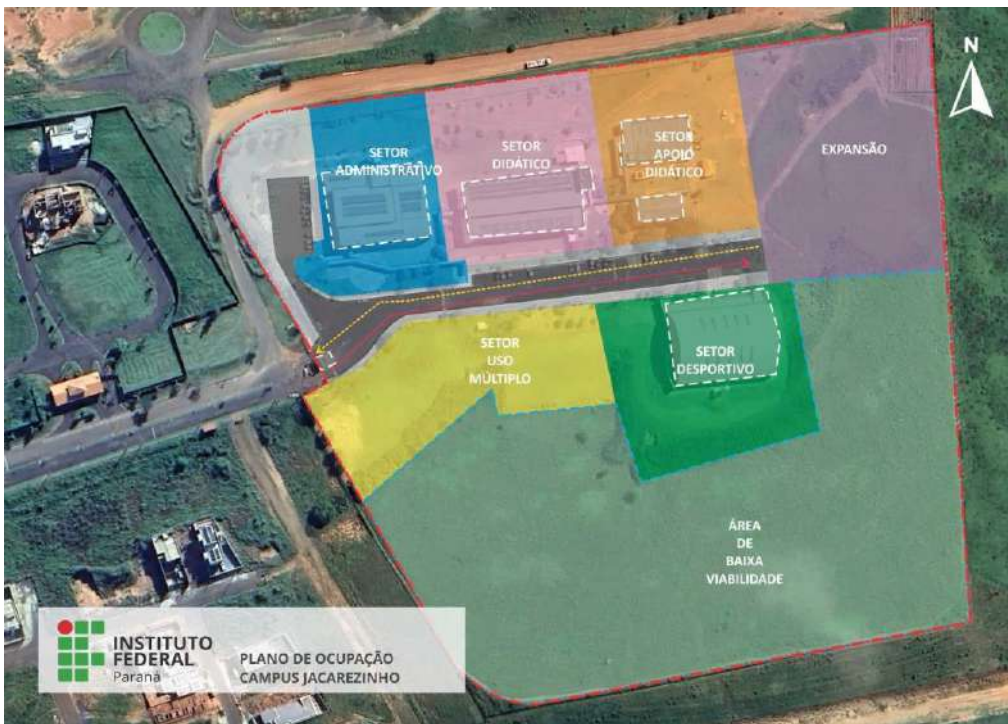 N
SETOR
ADMINISTRATIVO
SETOR
DIDÁTICO
SETOR
APOIO
DIDÁTICO
EXPANSÃO
SETOR
USO
MÚLTIPLO
SETOR
DESPORTIVO
ÁREA
DE
BAIXA
VIABILIDADE
INSTITUTO
FEDERAL
Paraná
PLANO DE OCUPAÇÃO
CAMPUS JACAREZINHO